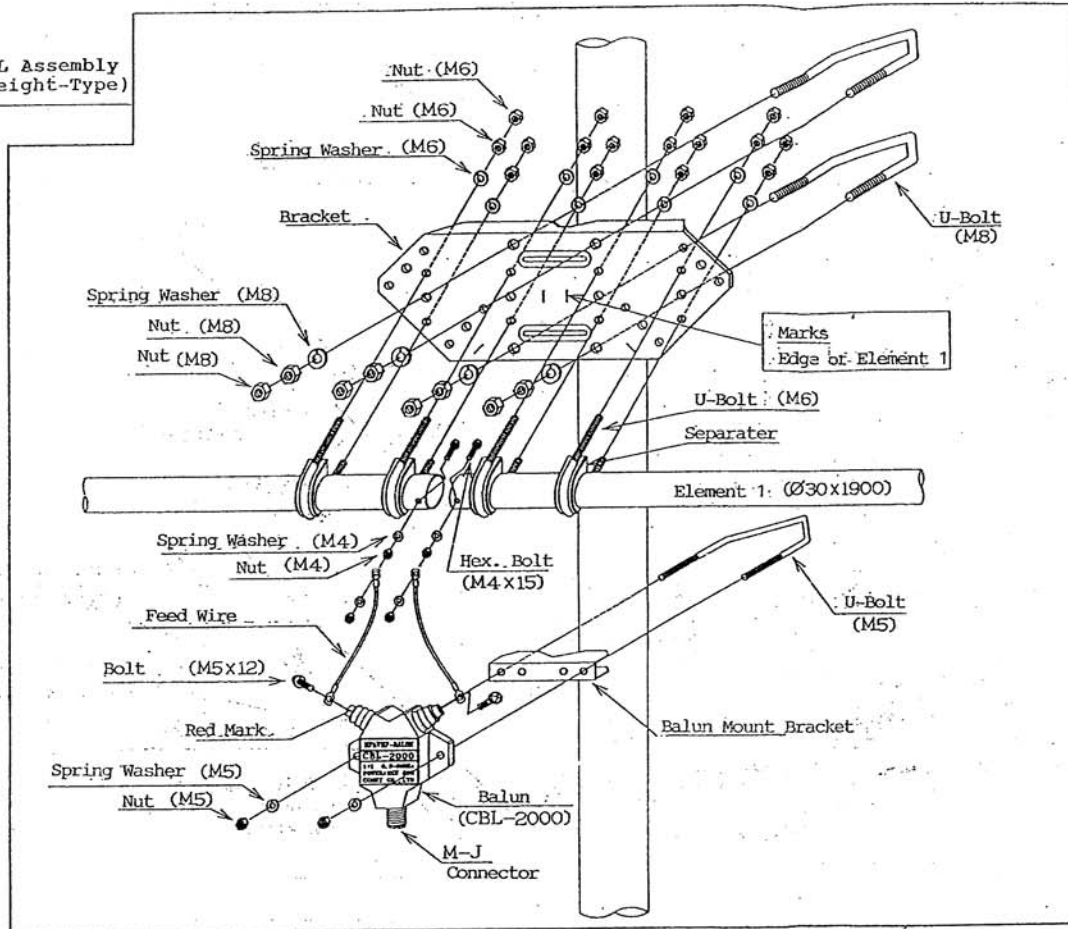 L Assembly
eight-Type)
Nut (M6)
Nut (M6)
Spring Washer (M6)
Bracket
U-Bolt
(M8)
Spring Washer (M8)
Nut (M8)
Nut (M8)
Marks
Edge or Element 1
U-Bolt (M6)
Separater
Element 1 (Ø30x1900)
Spring Washer (M4)
Nut (M4)
Hex. Bolt
(M4x15)
Feed Wire
U-Bolt
(M5)
Bolt (M5x12)
Red Mark
Balun Mount Bracket
CBL-2000
Spring Washer (M5)
Nut (M5)
Balun
(CBL-2000)
M-J
Connector